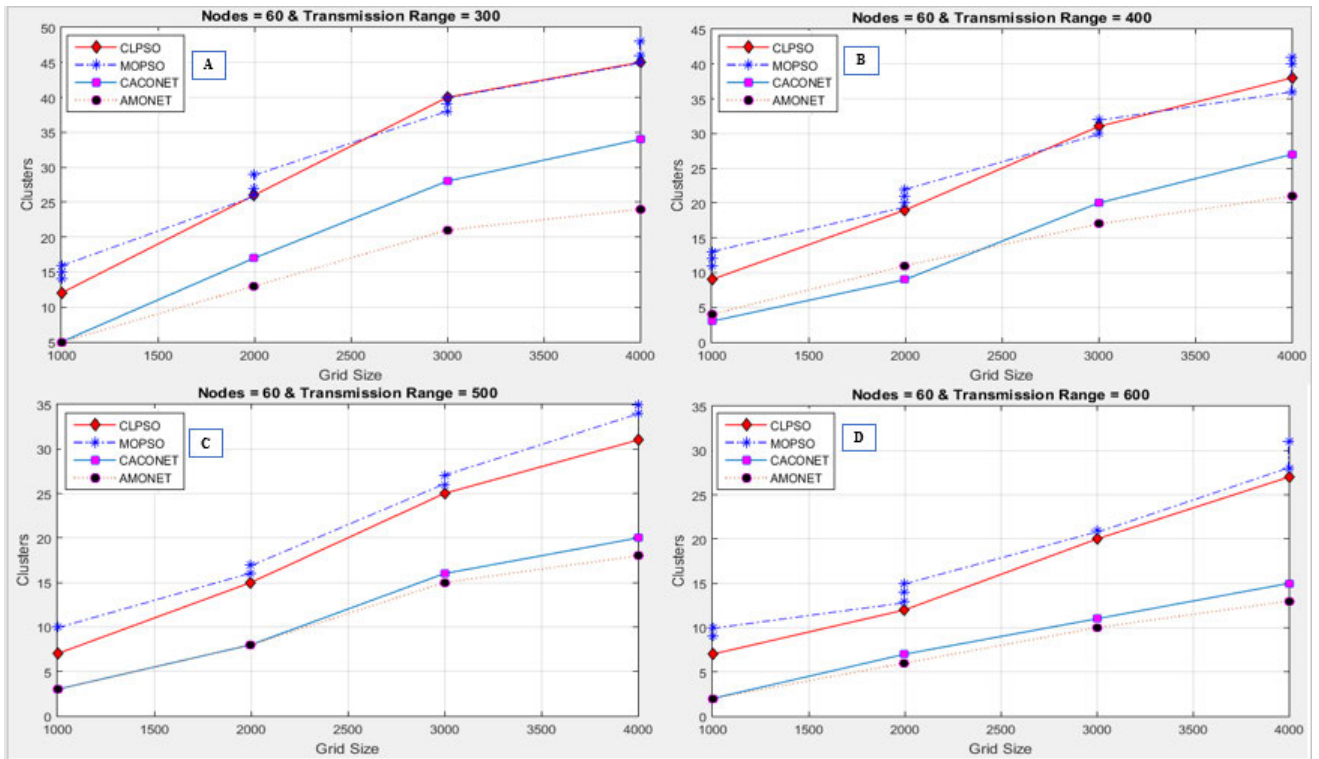 Nodes = 60 & Transmission Range = 300
50
45
40
35
30
25
20
15
10
5
Clusters
CLPSO
MOPSO
CACONET
AMONET
A
1000 1500 2000 2500 3000 3500 4000
Grid Size
Nodes = 60 & Transmission Range = 400
45
40
35
30
25
20
15
10
5
0
Clusters
CLPSO
MOPSO
CACONET
AMONET
B
1000 1500 2000 2500 3000 3500 4000
Grid Size
Nodes = 60 & Transmission Range = 500
35
30
25
20
15
10
5
0
Clusters
CLPSO
MOPSO
CACONET
AMONET
C
1000 1500 2000 2500 3000 3500 4000
Grid Size
Nodes = 60 & Transmission Range = 600
35
30
25
20
15
10
5
0
Clusters
CLPSO
MOPSO
CACONET
AMONET
D
1000 1500 2000 2500 3000 3500 4000
Grid Size